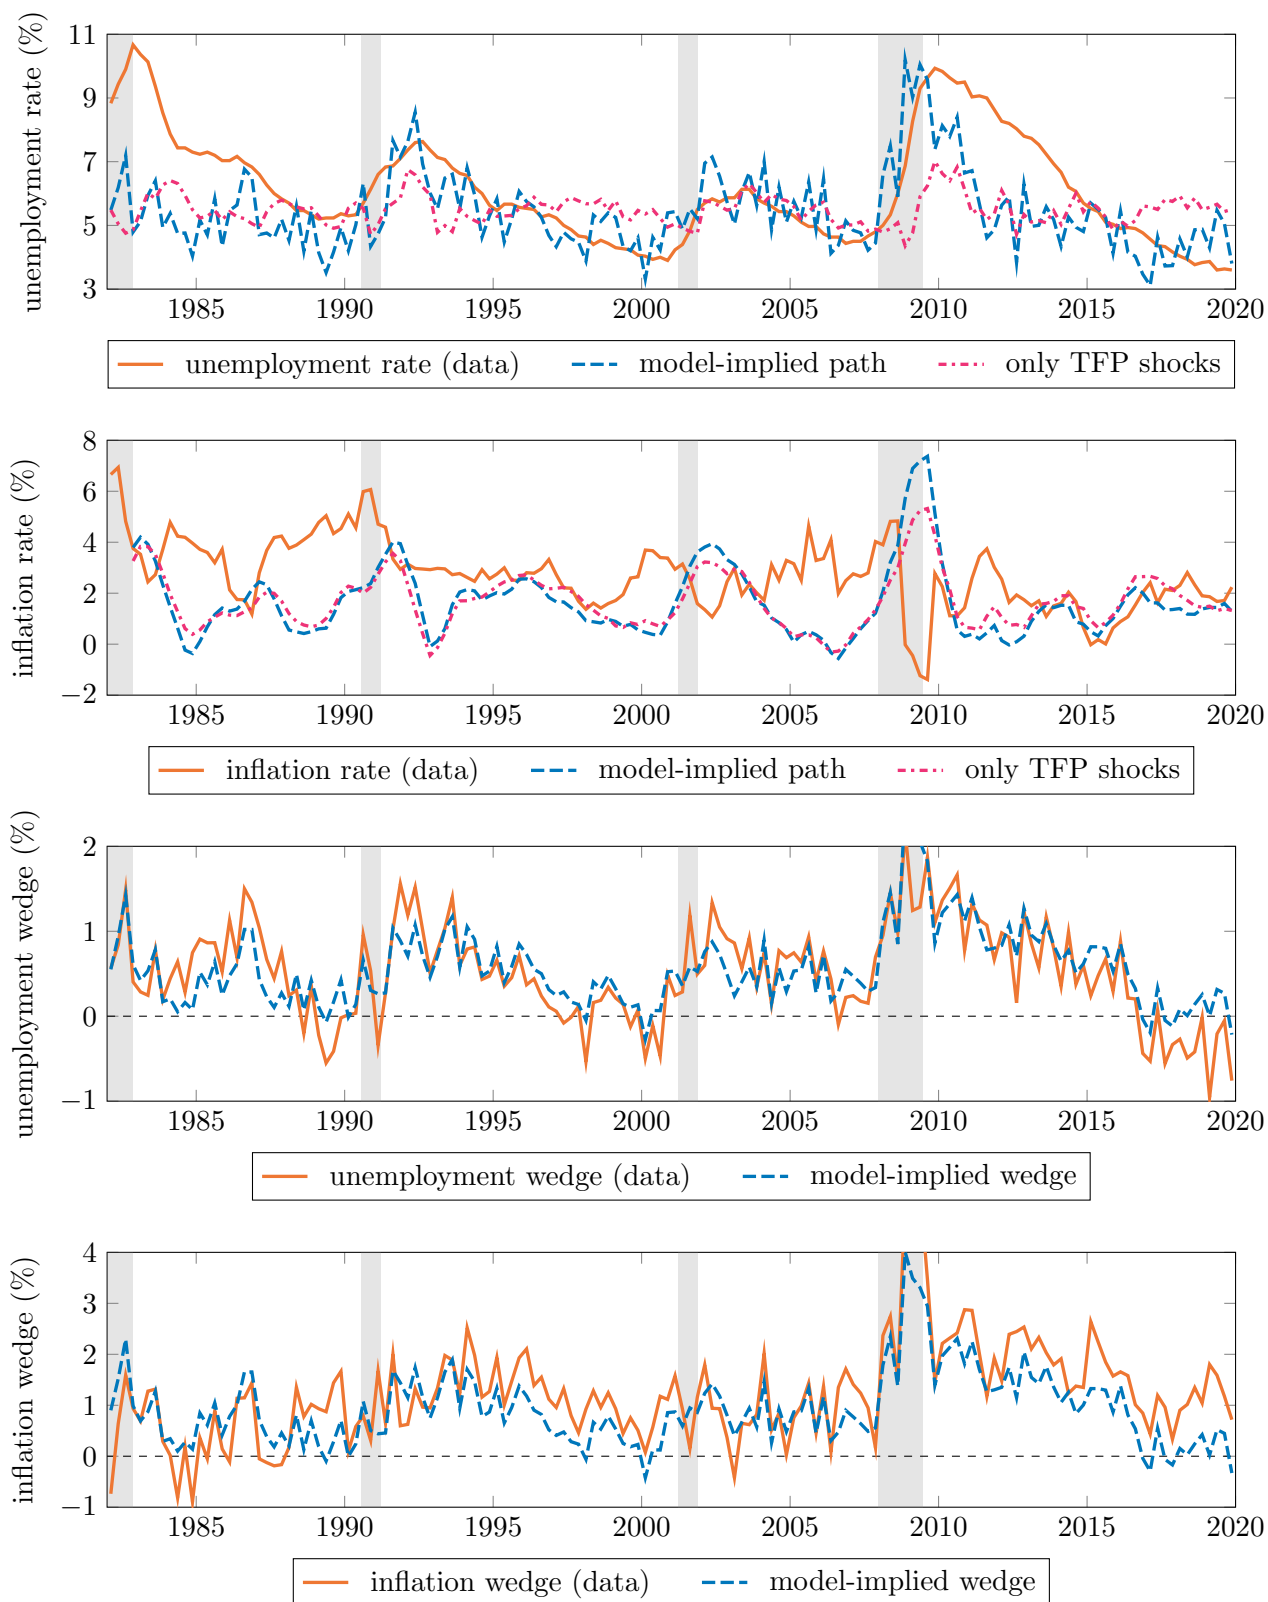 unemployment rate (%)
11
9
7
5
3
1985 1990 1995 2000 2005 2010 2015 2020
unemployment rate (data) model-implied path only TFP shocks
inflation rate (%)
8
6
4
2
0
−2
1985 1990 1995 2000 2005 2010 2015 2020
inflation rate (data) model-implied path only TFP shocks
unemployment wedge (%)
2
1
0
−1
1985 1990 1995 2000 2005 2010 2015 2020
unemployment wedge (data) model-implied wedge
inflation wedge (%)
4
3
2
1
0
−1
1985 1990 1995 2000 2005 2010 2015 2020
inflation wedge (data) model-implied wedge